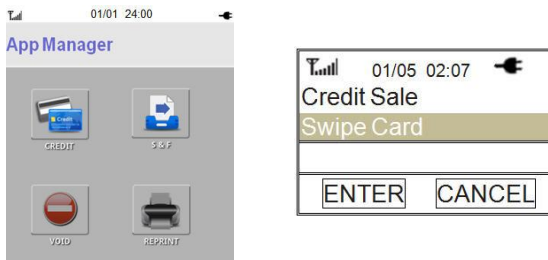 01/01 24:00
App Manager
Credit
CREDIT
S & F
VOID
REPRINT
01/05 02:07
Credit Sale
Swipe Card
ENTER CANCEL